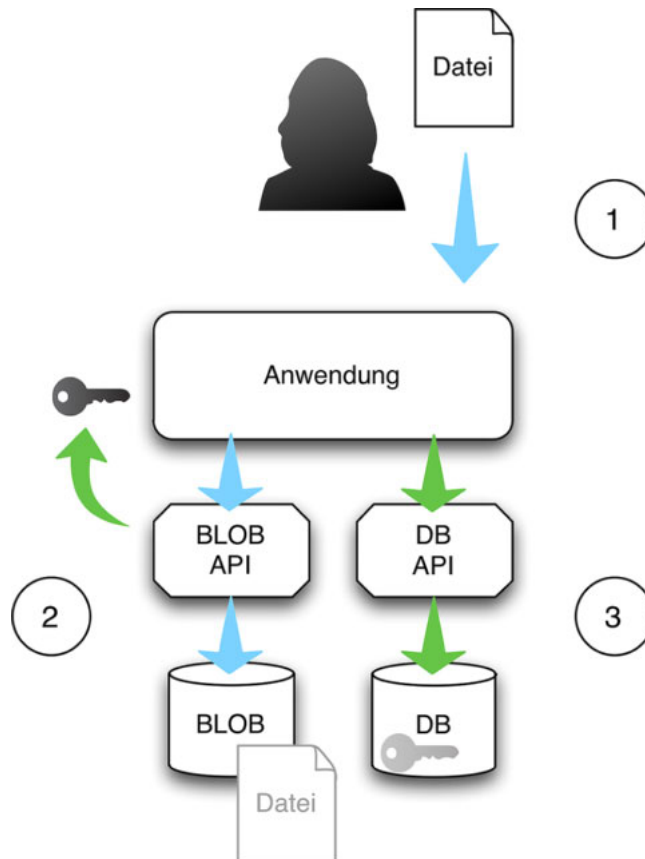 Datei
1
Anwendung
BLOB
API
DB
API
2
3
BLOB
DB
Datei